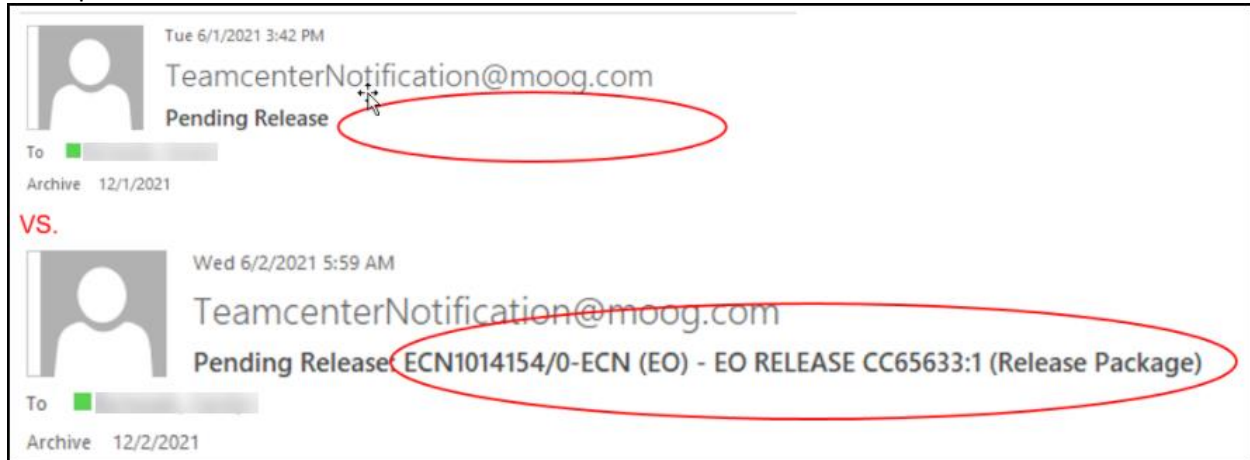 Tue 6/1/2021 3:42 PM
TeamcenterNotification@moog.com
Pending Release
To
Archive 12/1/2021
VS.
Wed 6/2/2021 5:59 AM
TeamcenterNotification@moog.com
Pending Release: ECN1014154/0-ECN (EO) - EO RELEASE CC65633:1 (Release Package)
To
Archive 12/2/2021